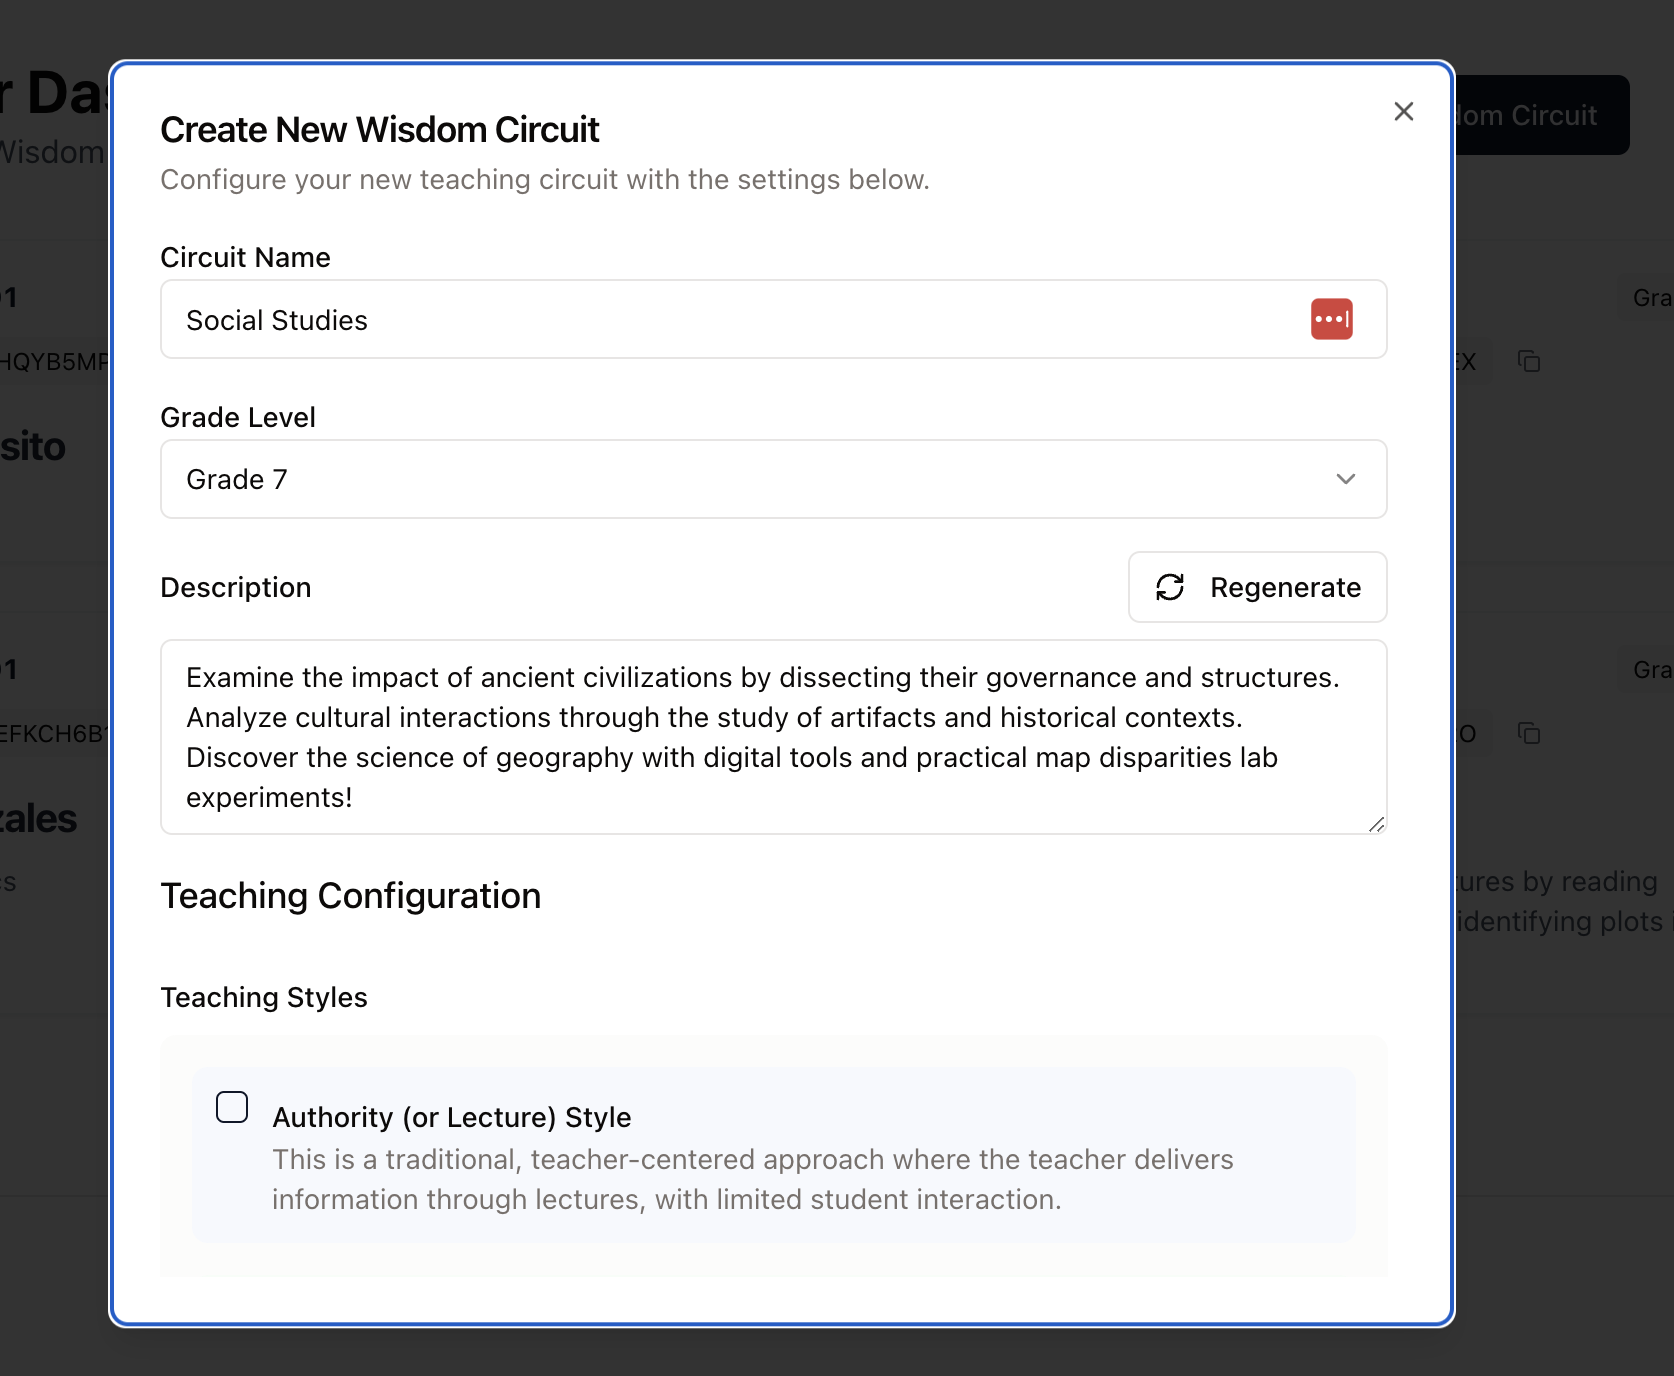 r Das
Wisdom
dom Circuit
Create New Wisdom Circuit
Configure your new teaching circuit with the settings below.
Circuit Name
Social Studies
Grade Level
Grade 7
Description
Regenerate
Examine the impact of ancient civilizations by dissecting their governance and structures.
Analyze cultural interactions through the study of artifacts and historical contexts.
Discover the science of geography with digital tools and practical map disparities lab
experiments!
Teaching Configuration
Teaching Styles
Authority (or Lecture) Style
This is a traditional, teacher-centered approach where the teacher delivers
information through lectures, with limited student interaction.
01
Gra
HQYB5MP
EX
sito
01
Gra
EFKCH6B
O
zales
cs
tures by reading
identifying plots